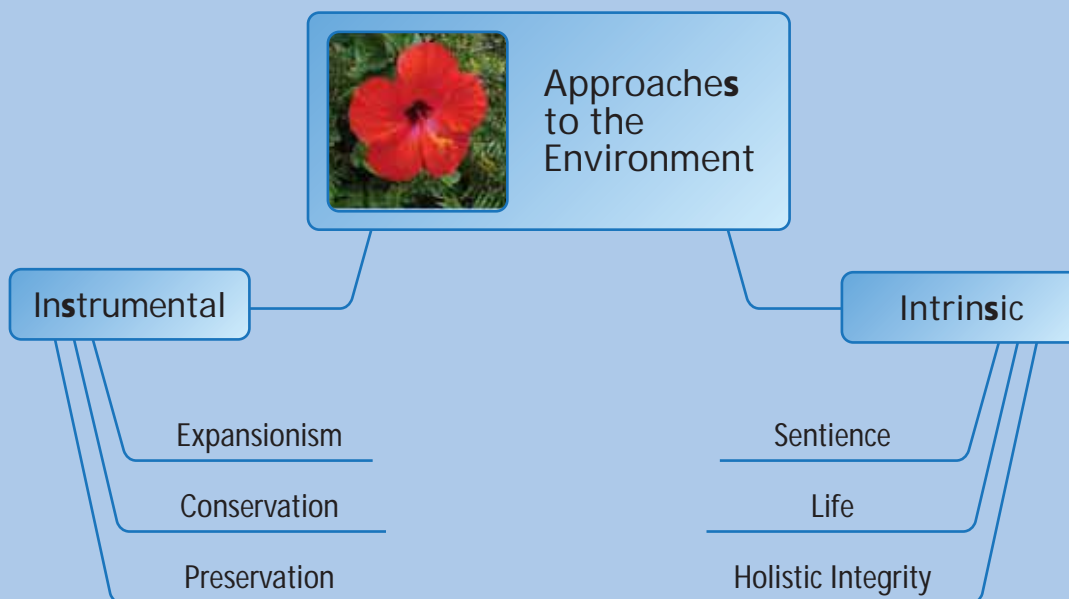 Approaches
to the
Environment
Instrumental
Intrinsic
Expansionism
Conservation
Preservation
Sentience
Life
Holistic Integrity